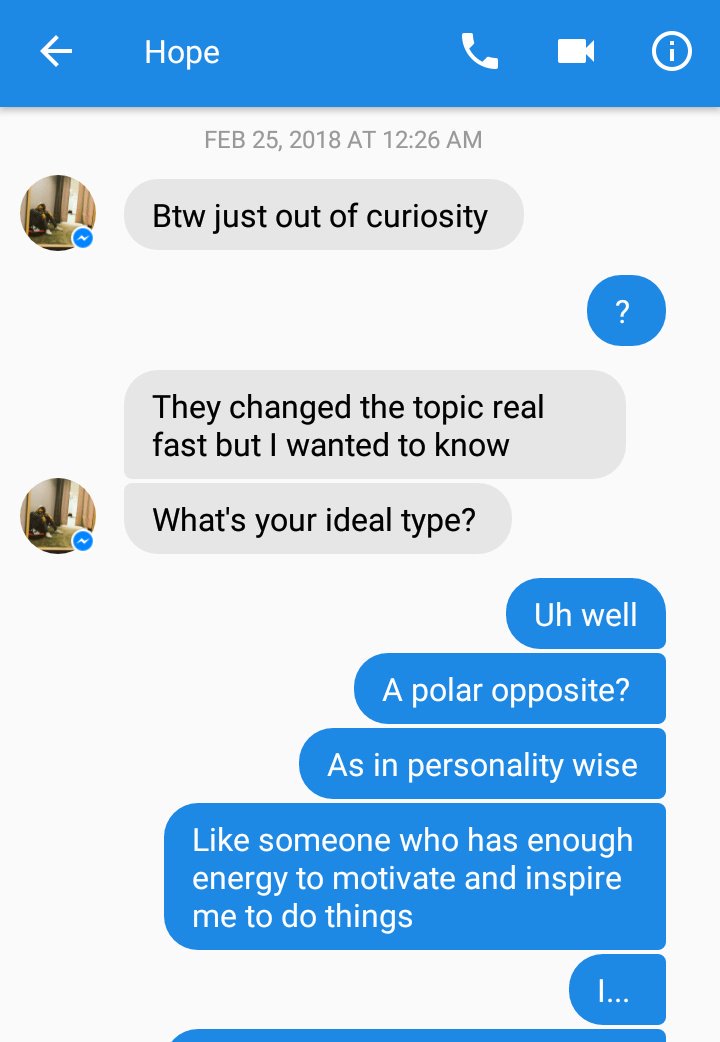 Hope
FEB 25, 2018 AT 12:26 AM
Btw just out of curiosity
?
They changed the topic real
fast but I wanted to know
What's your ideal type?
Uh well
A polar opposite?
As in personality wise
Like someone who has enough
energy to motivate and inspire
me to do things
I...